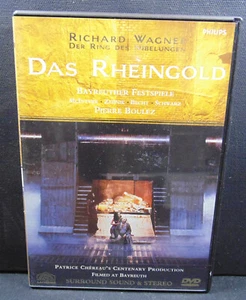 RICHARD WAGNER
PHILIPS
DER RING DES NIBELUNGEN
DAS RHEINGOLD
BAYREUTHER FESTSPIELE
PIERRE BOULEZ
PATRICE CHÉREAU'S CENTENARY PRODUCTION
FILMED AT BAYREUTH
SURROUND SOUND & STEREO
DVD